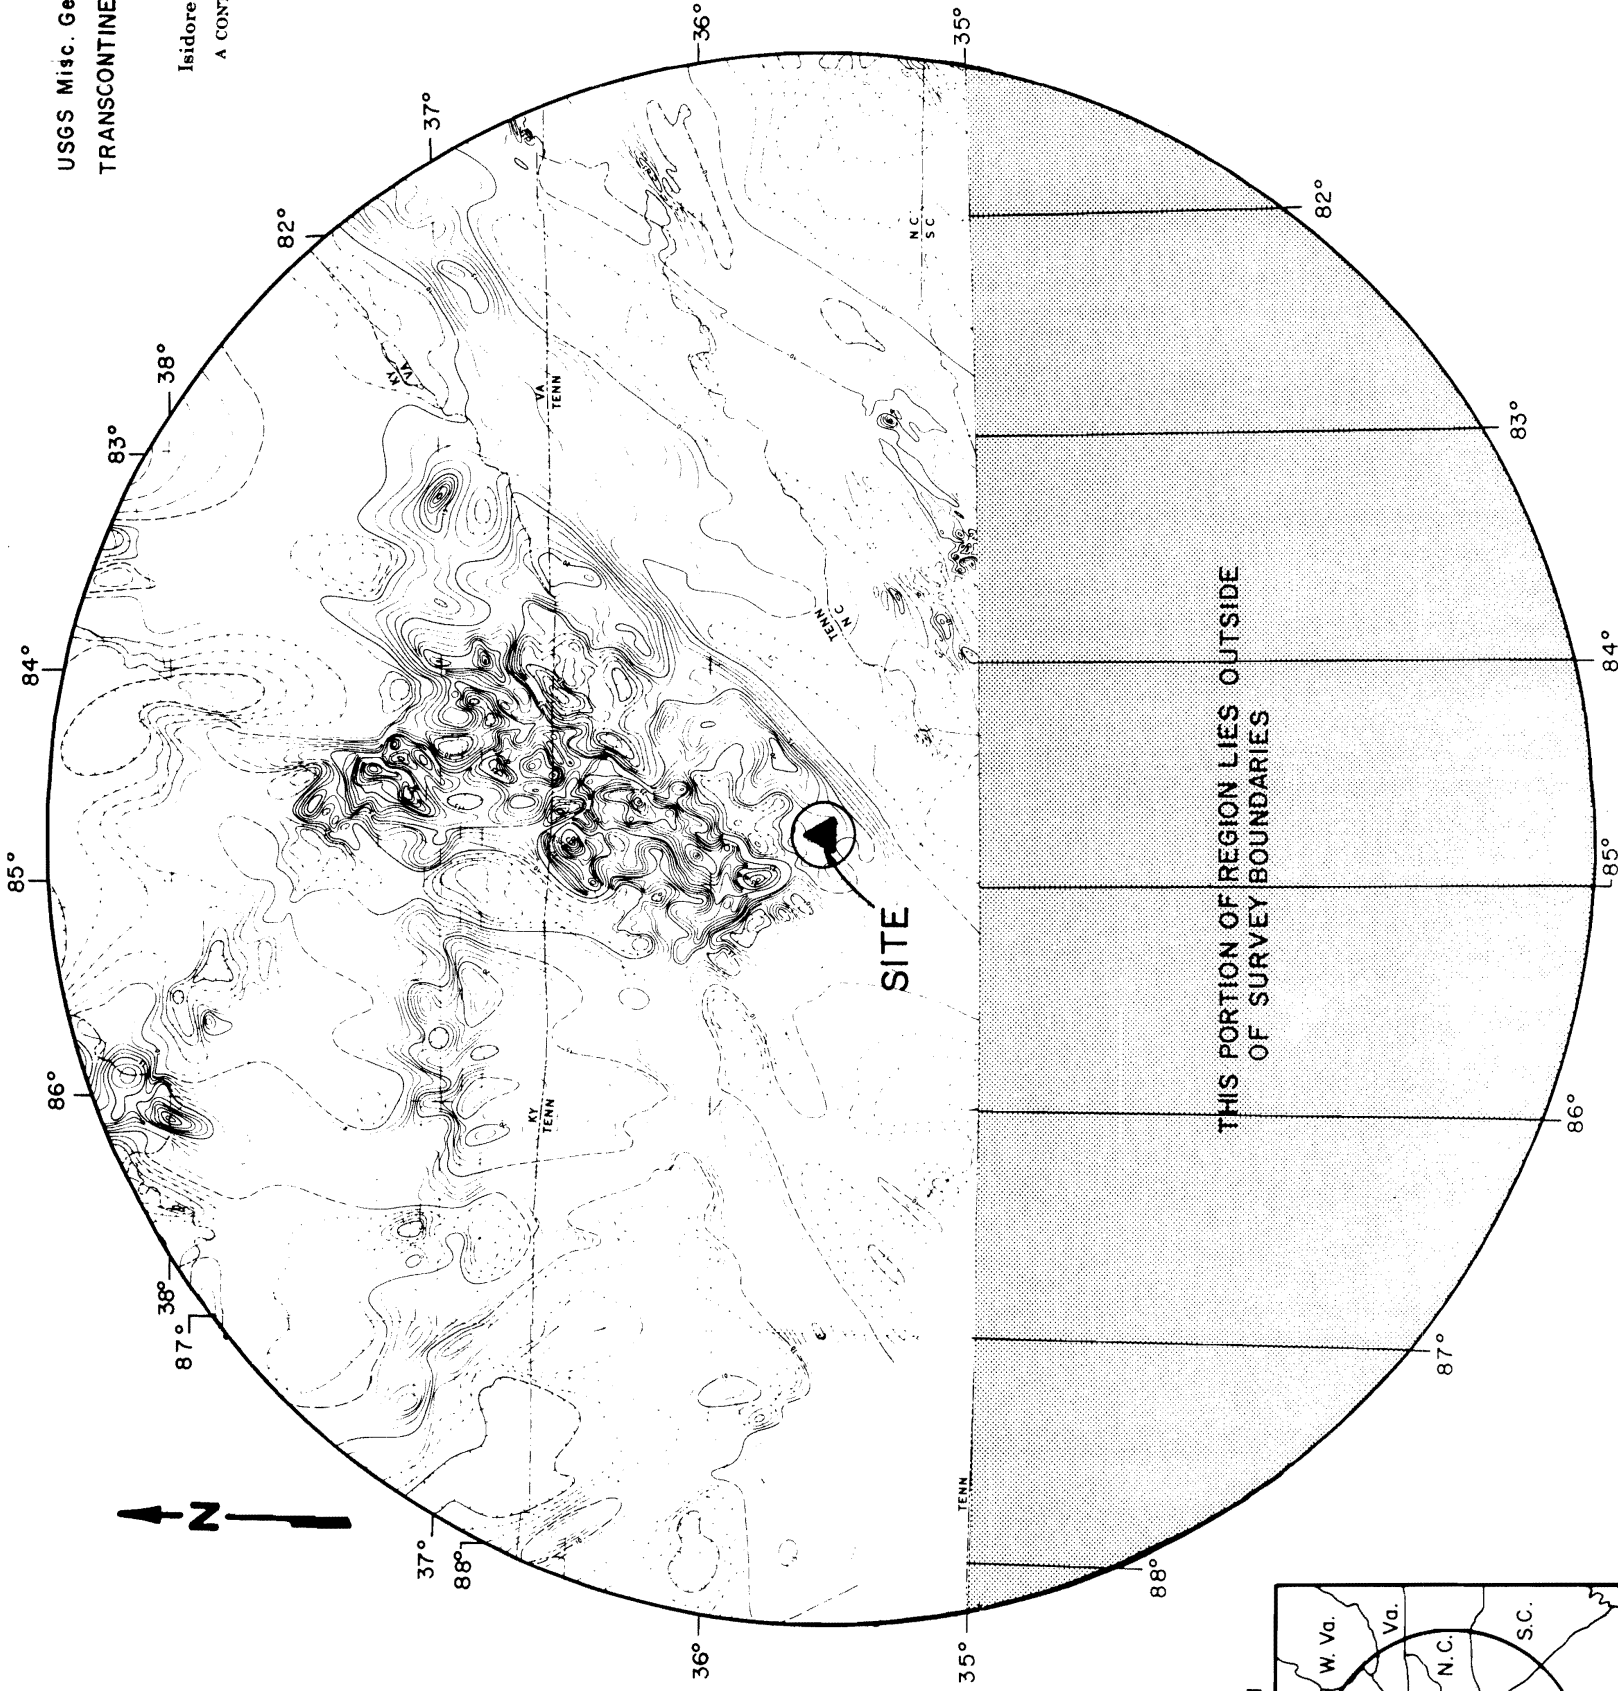 USGS Misc. Ge
TRANSCONTINE
Isidore
A CONT
36°
35°
37°
82°
38°
83°
84°
85°
86°
87°
38°
37°
88°
36°
35°
KY
VA
VA
TENN
N C
S C
TENN
N C
KY
TENN
TENN
SITE
N
THIS PORTION OF REGION LIES OUTSIDE
OF SURVEY BOUNDARIES
82°
83°
84°
85°
86°
87°
88°
W. Va.
Va.
N.C.
S.C.